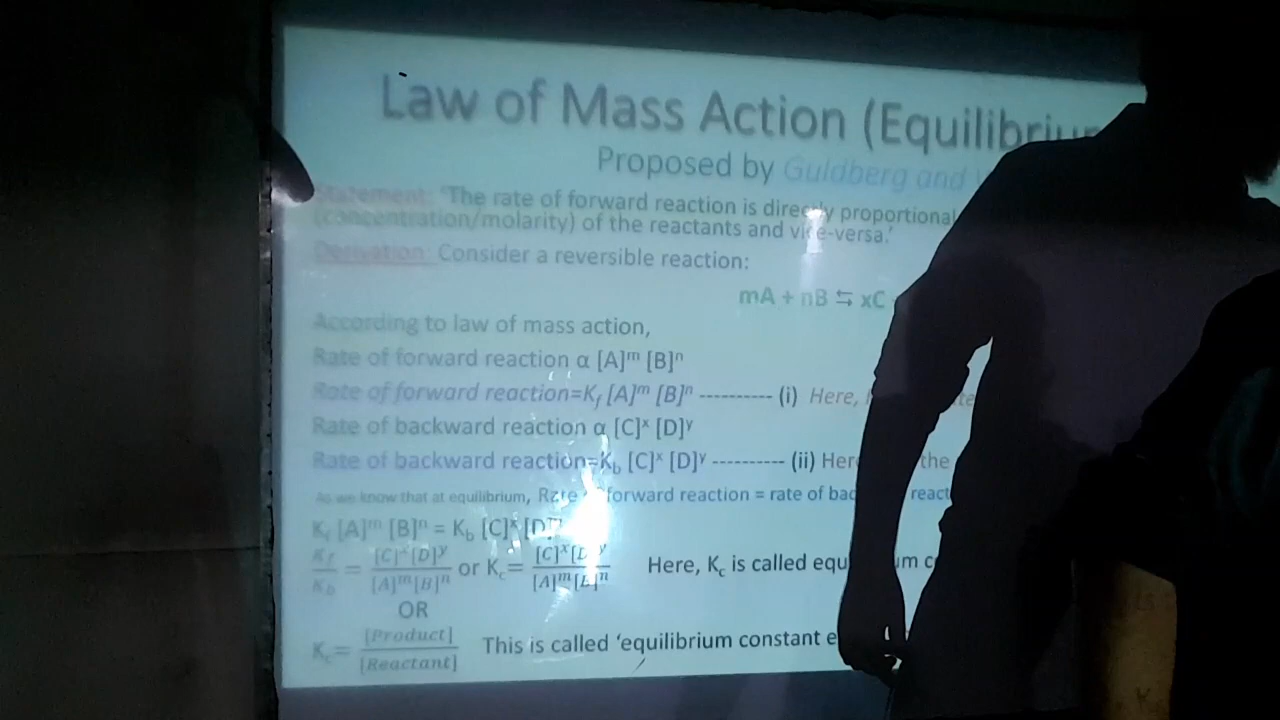 Law of Mass Action (Equilibriu
Proposed by Guldberg and
Statement: 'The rate of forward reaction is directly proportional
(concentration/molarity) of the reactants and vice-versa.'
Derivation: Consider a reversible reaction:
mA + nB ⇆ xC
According to law of mass action,
Rate of forward reaction α [A]ᵐ [B]ⁿ
Rate of forward reaction=K_f [A]ᵐ [B]ⁿ ---------- (i) Here,
Rate of backward reaction α [C]ˣ [D]ʸ
Rate of backward reaction=K_b [C]ˣ [D]ʸ ---------- (ii) Her the
As we know that at equilibrium, Rate forward reaction = rate of bac react
K_f [A]ᵐ [B]ⁿ = K_b [C]ˣ [D]ʸ
K_f/K_b = [C]ˣ[D]ʸ/[A]ᵐ[B]ⁿ or K_c= [C]ˣ[D]ʸ/[A]ᵐ[B]ⁿ Here, K_c is called equ m c
OR
K_c= [Product]/[Reactant] This is called 'equilibrium constant e